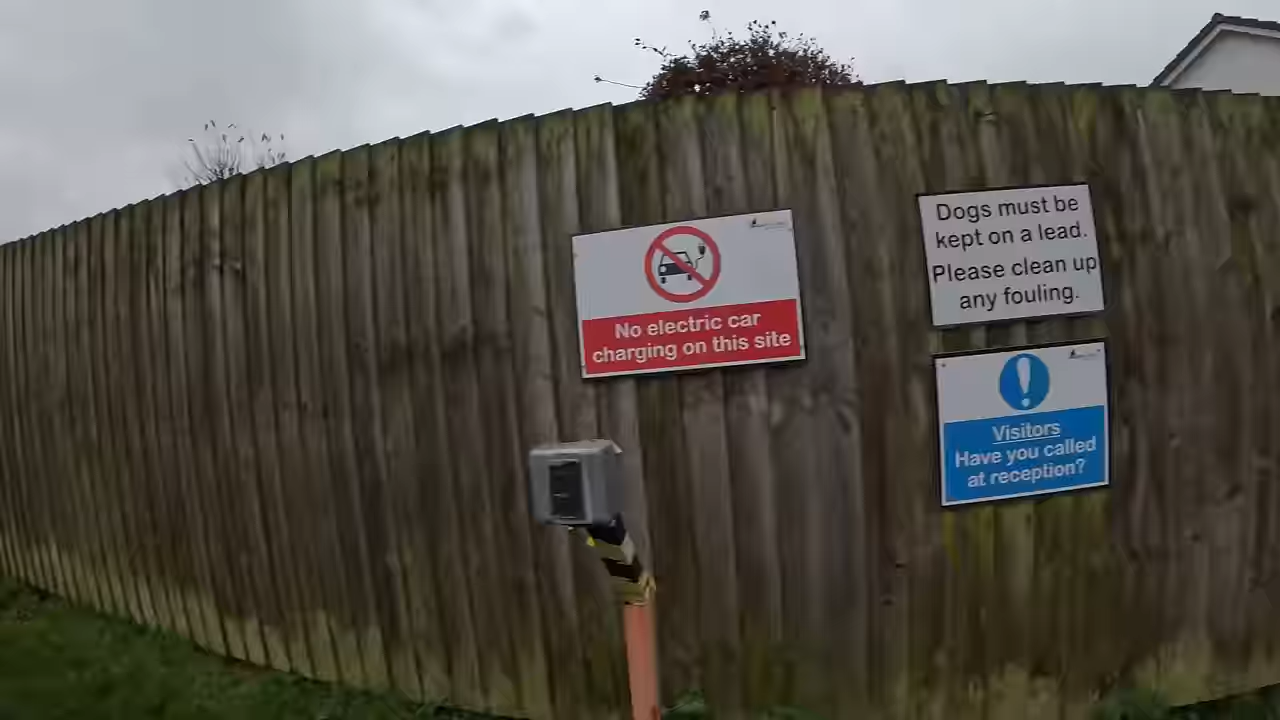 No electric car
charging on this site
Dogs must be
kept on a lead.
Please clean up
any fouling.
Visitors
Have you called
at reception?